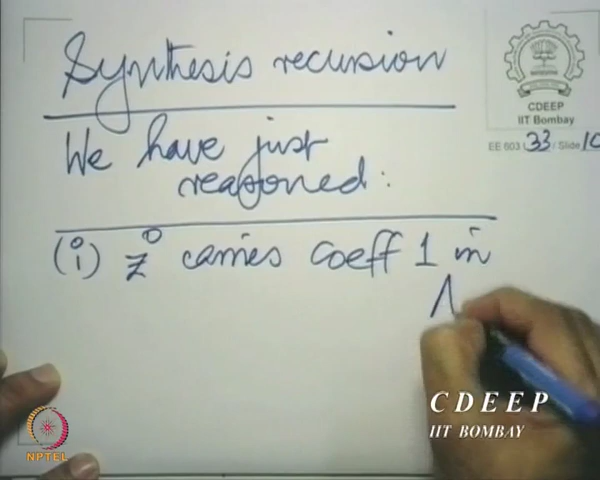 Synthesis recursion
CDEEP
IIT Bombay
EE 603 L 33 / Slide 10
We have just
reasoned:
(i) z⁰ carries coeff 1 in
CDEEP
IIT BOMBAY
NPTEL